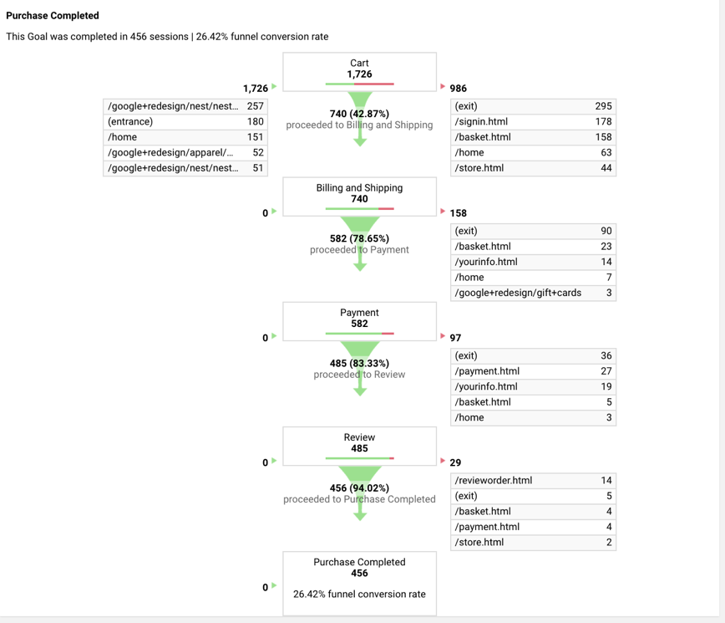 Purchase Completed
This Goal was completed in 456 sessions | 26.42% funnel conversion rate
Cart
1,726
1,726
986
/google+redesign/nest/nest... 257
(entrance) 180
/home 151
/google+redesign/apparel/... 52
/google+redesign/nest/nest... 51
(exit) 295
/signin.html 178
/basket.html 158
/home 63
/store.html 44
740 (42.87%)
proceeded to Billing and Shipping
Billing and Shipping
740
0
158
(exit) 90
/basket.html 23
/yourinfo.html 14
/home 7
/google+redesign/gift+cards 3
582 (78.65%)
proceeded to Payment
Payment
582
0
97
(exit) 36
/payment.html 27
/yourinfo.html 19
/basket.html 5
/home 3
485 (83.33%)
proceeded to Review
Review
485
0
29
/revieworder.html 14
(exit) 5
/basket.html 4
/payment.html 4
/store.html 2
456 (94.02%)
proceeded to Purchase Completed
Purchase Completed
456
0
26.42% funnel conversion rate